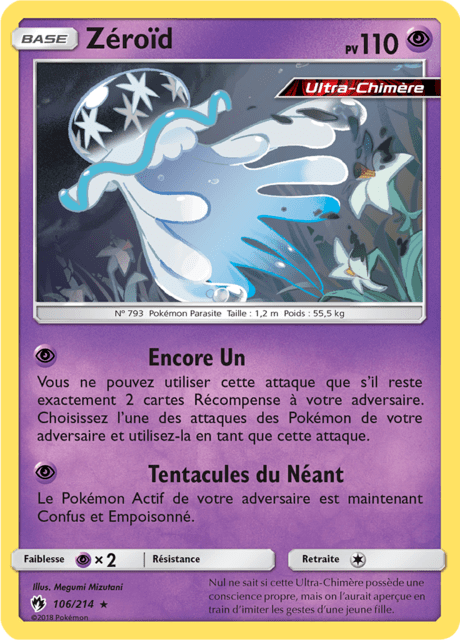 BASE Zéroïd PV 110
Ultra-Chimère
N° 793 Pokémon Parasite Taille : 1,2 m Poids : 55,5 kg
Encore Un
Vous ne pouvez utiliser cette attaque que s’il reste
exactement 2 cartes Récompense à votre adversaire.
Choisissez l’une des attaques des Pokémon de votre
adversaire et utilisez-la en tant que cette attaque.
Tentacules du Néant
Le Pokémon Actif de votre adversaire est maintenant
Confus et Empoisonné.
Faiblesse ×2 Résistance Retraite
Illus. Megumi Mizutani
106/214 ★
©2018 Pokémon
Nul ne sait si cette Ultra-Chimère possède une
conscience propre, mais on l’aurait aperçue en
train d’imiter les gestes d’une jeune fille.